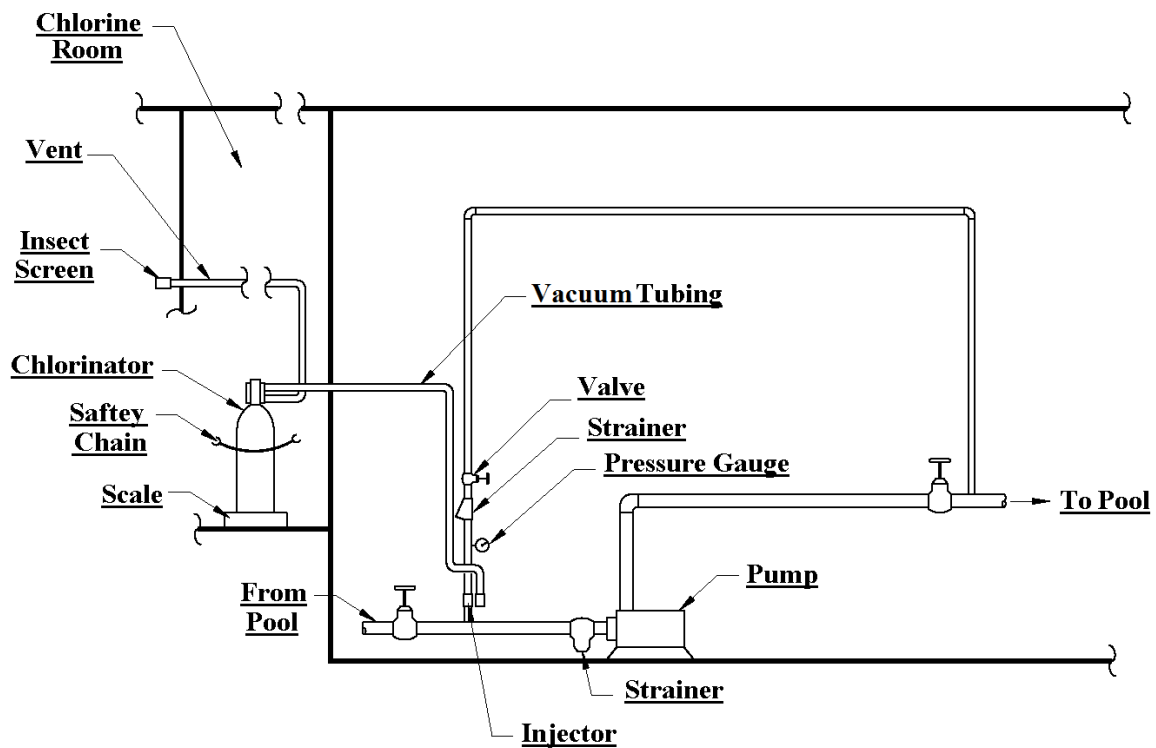 Chlorine
Room
Vent
Insect
Screen
Vacuum Tubing
Chlorinator
Valve
Saftey
Chain
Strainer
Pressure Gauge
Scale
To Pool
From
Pool
Pump
Strainer
Injector